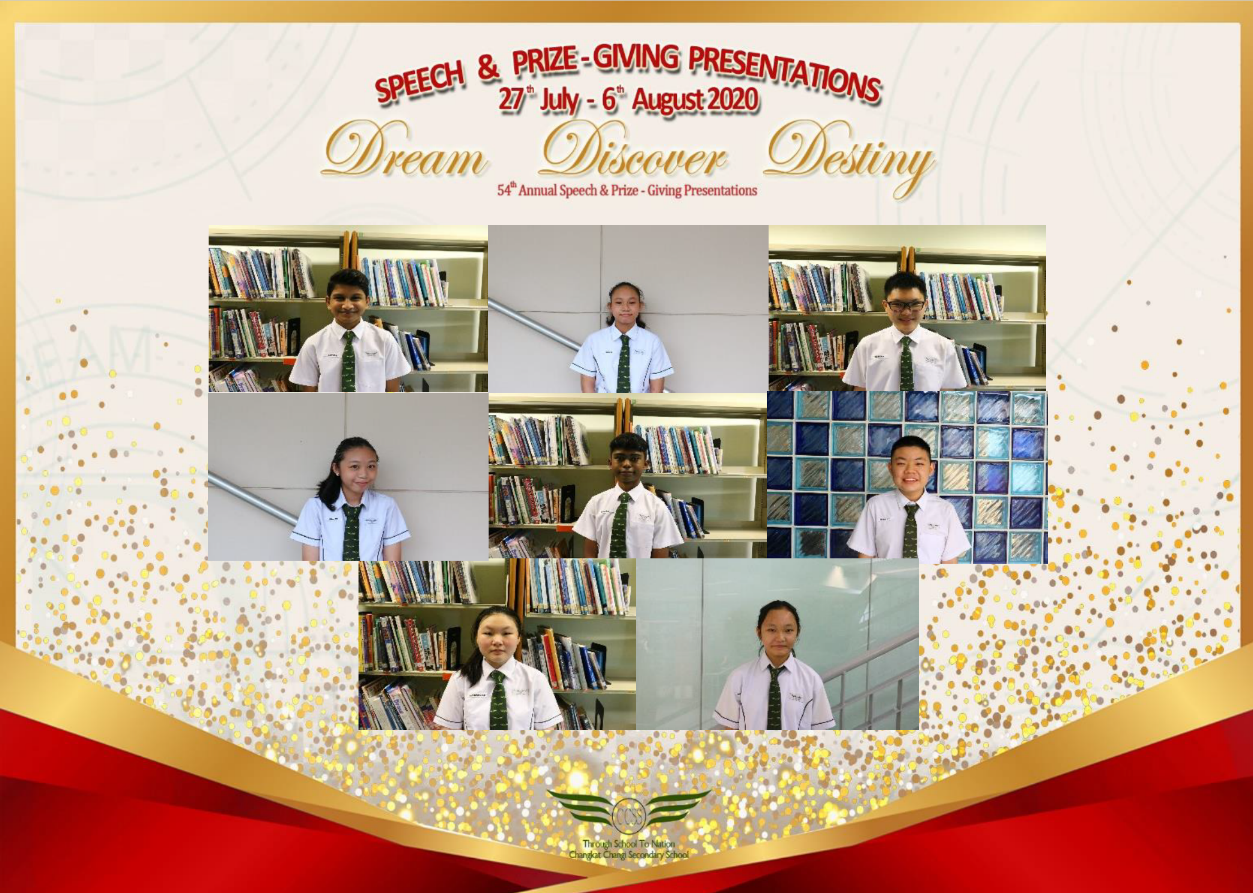 SPEECH & PRIZE - GIVING PRESENTATIONS
27th July - 6th August 2020
Dream Discover Destiny
54th Annual Speech & Prize - Giving Presentations
CCSS
Through School To Nation
Changkat Changi Secondary School